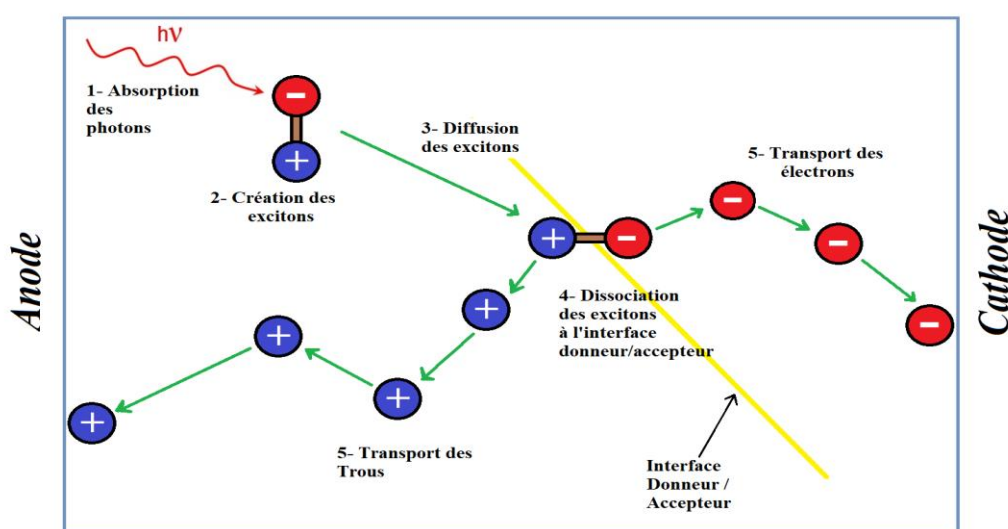 hν
1- Absorption
des
photons
2- Création des
excitons
3- Diffusion
des excitons
5- Transport des
électrons
Anode
Cathode
4- Dissociation
des excitons
à l'interface
donneur/accepteur
5- Transport des
Trous
Interface
Donneur /
Accepteur